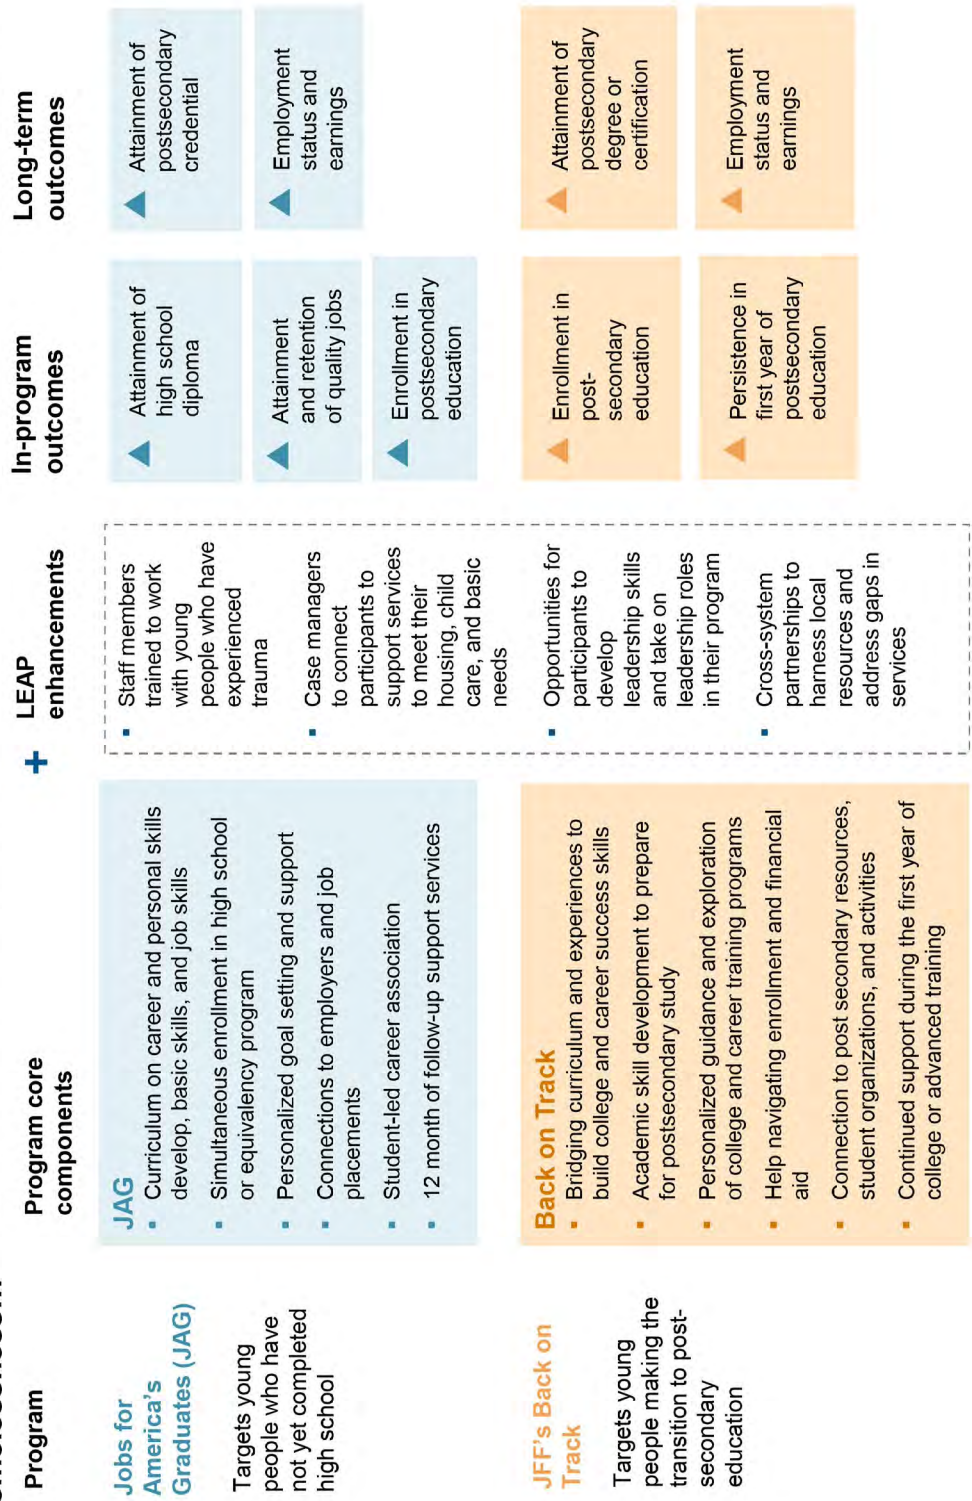 Program
Jobs for
America's
Graduates (JAG)
Targets young
people who have
not yet completed
high school
JFF's Back on
Track
Targets young
people making the
transition to post-
secondary
education
Program core
components
JAG
▪ Curriculum on career and personal skills
develop, basic skills, and job skills
▪ Simultaneous enrollment in high school
or equivalency program
▪ Personalized goal setting and support
▪ Connections to employers and job
placements
▪ Student-led career association
▪ 12 month of follow-up support services
Back on Track
▪ Bridging curriculum and experiences to
build college and career success skills
▪ Academic skill development to prepare
for postsecondary study
▪ Personalized guidance and exploration
of college and career training programs
▪ Help navigating enrollment and financial
aid
▪ Connection to post secondary resources,
student organizations, and activities
▪ Continued support during the first year of
college or advanced training
+ LEAP
enhancements
▪ Staff members
trained to work
with young
people who have
experienced
trauma
▪ Case managers
to connect
participants to
support services
to meet their
housing, child
care, and basic
needs
▪ Opportunities for
participants to
develop
leadership skills
and take on
leadership roles
in their program
▪ Cross-system
partnerships to
harness local
resources and
address gaps in
services
In-program
outcomes
Attainment of
high school
diploma
Attainment
and retention
of quality jobs
Enrollment in
postsecondary
education
Enrollment in
post-
secondary
education
Persistence in
first year of
postsecondary
education
Long-term
outcomes
Attainment of
postsecondary
credential
Employment
status and
earnings
Attainment of
postsecondary
degree or
certification
Employment
status and
earnings